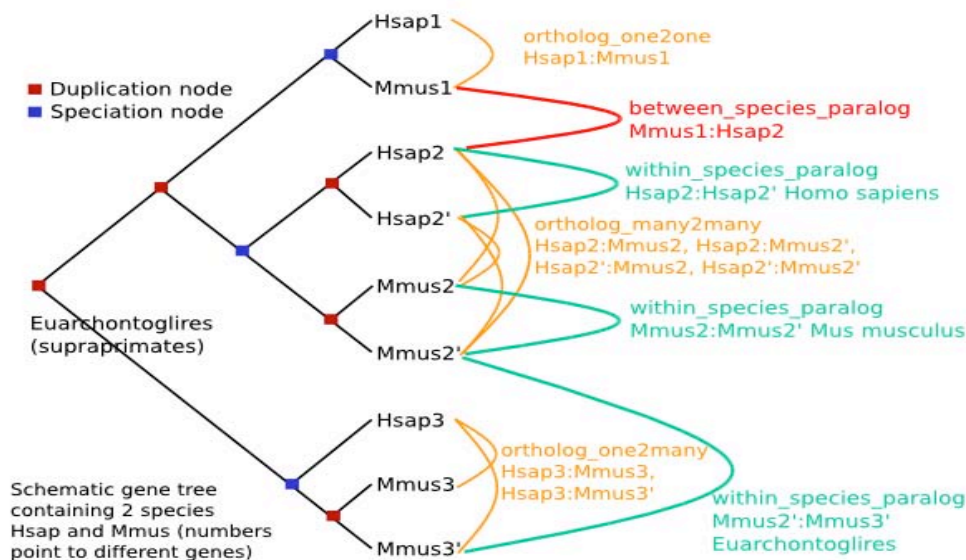 Hsap1
ortholog_one2one
Hsap1:Mmus1
Duplication node
Speciation node
Mmus1
between_species_paralog
Mmus1:Hsap2
Hsap2
within_species_paralog
Hsap2:Hsap2' Homo sapiens
Hsap2'
ortholog_many2many
Hsap2:Mmus2, Hsap2:Mmus2',
Hsap2':Mmus2, Hsap2':Mmus2'
Mmus2
within_species_paralog
Mmus2:Mmus2' Mus musculus
Euarchontoglires
(supraprimates)
Mmus2'
Hsap3
ortholog_one2many
Hsap3:Mmus3,
Hsap3:Mmus3'
Mmus3
within_species_paralog
Mmus2':Mmus3'
Euarchontoglires
Schematic gene tree
containing 2 species
Hsap and Mmus (numbers
point to different genes)
Mmus3'